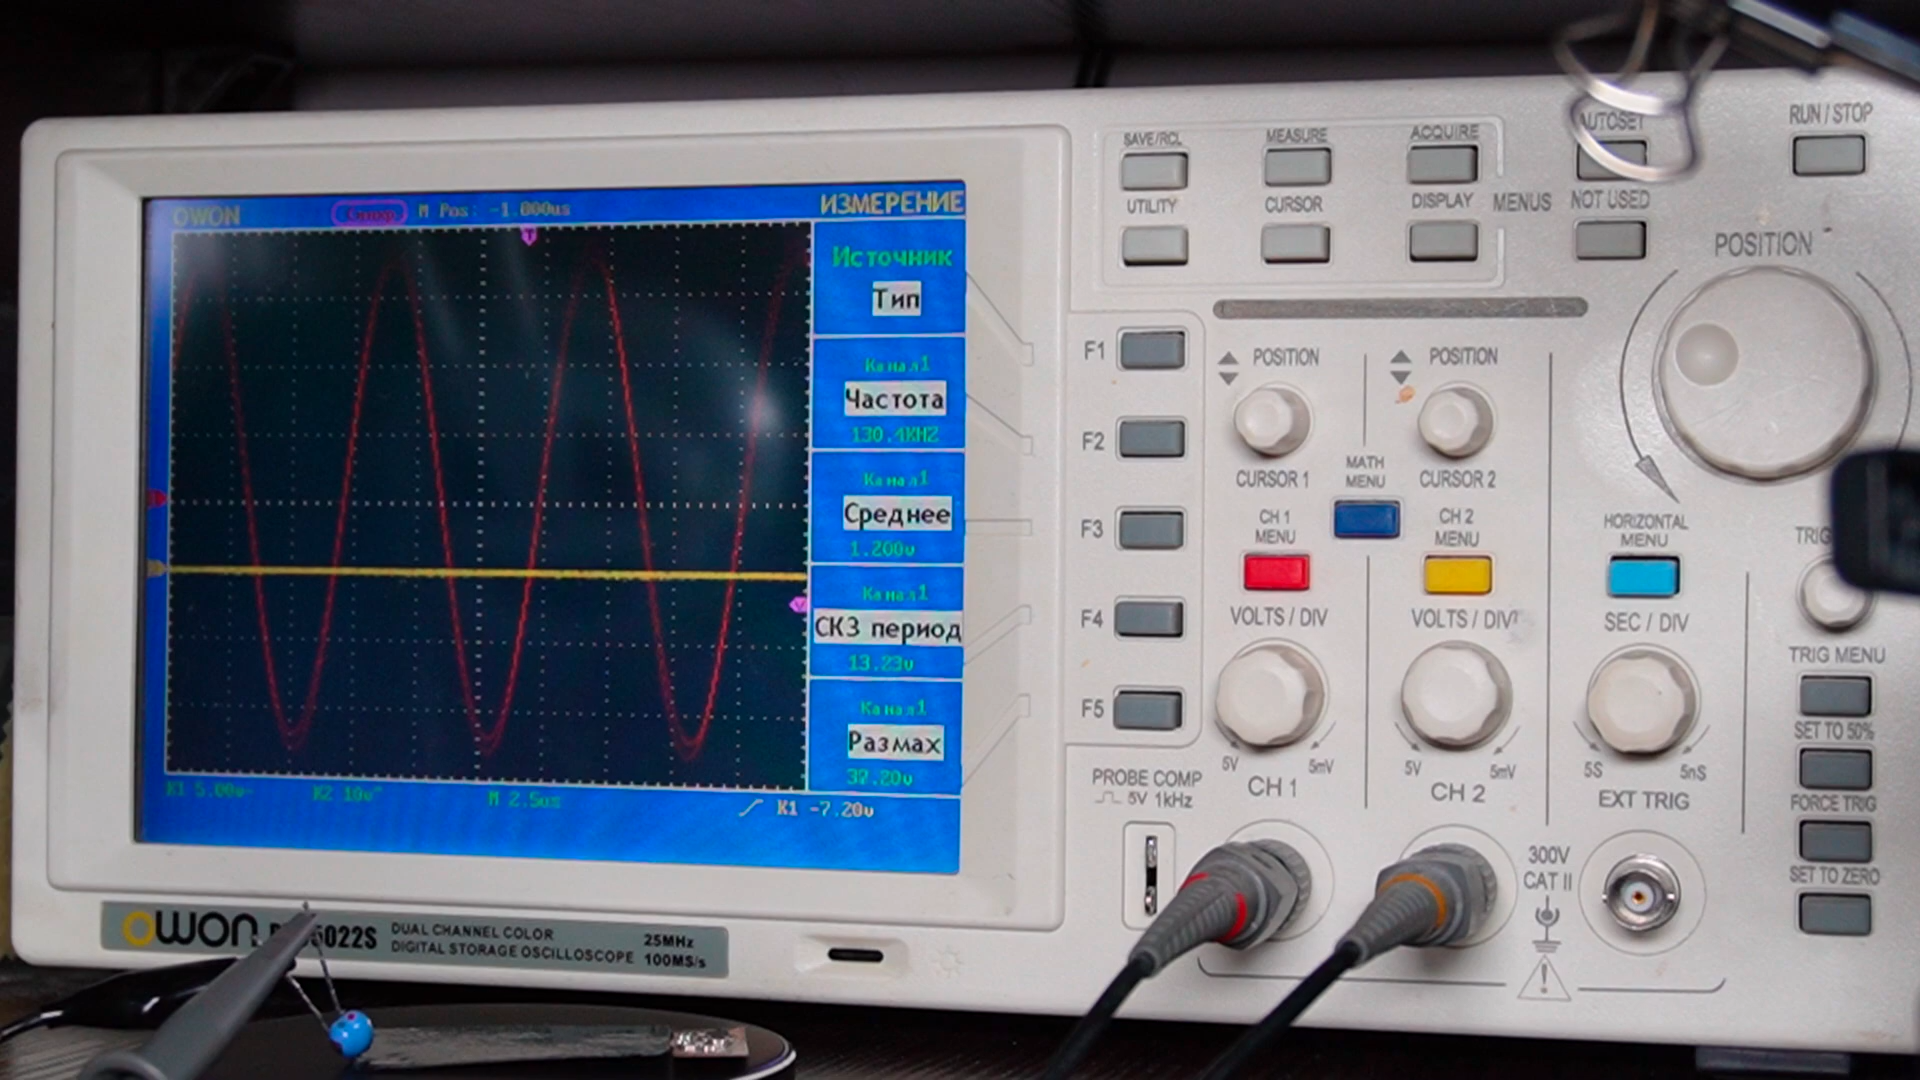 OWON
M Pos: -1.800us
ИЗМЕРЕНИЕ
Источник
Тип
Канал1
Частота
130.4KHZ
Канал1
Среднее
1.200v
Канал1
СКЗ период
13.23v
Канал1
Размах
32.20v
K1 5.00v~
K2 10v~
M 2.5us
K1 -7.20v
owon
5022S
DUAL CHANNEL COLOR
DIGITAL STORAGE OSCILLOSCOPE
25MHz
100MS/s
SAVE/RCL
MEASURE
ACQUIRE
AUTOSET
RUN / STOP
UTILITY
CURSOR
DISPLAY
MENUS
NOT USED
POSITION
F1
F2
F3
F4
F5
POSITION
POSITION
CURSOR 1
MATH
MENU
CURSOR 2
CH 1
MENU
CH 2
MENU
HORIZONTAL
MENU
TRIG
VOLTS / DIV
VOLTS / DIV
SEC / DIV
TRIG MENU
SET TO 50%
FORCE TRIG
SET TO ZERO
5V
5mV
5V
5mV
5S
5nS
CH 1
CH 2
EXT TRIG
PROBE COMP
5V 1kHz
300V
CAT II